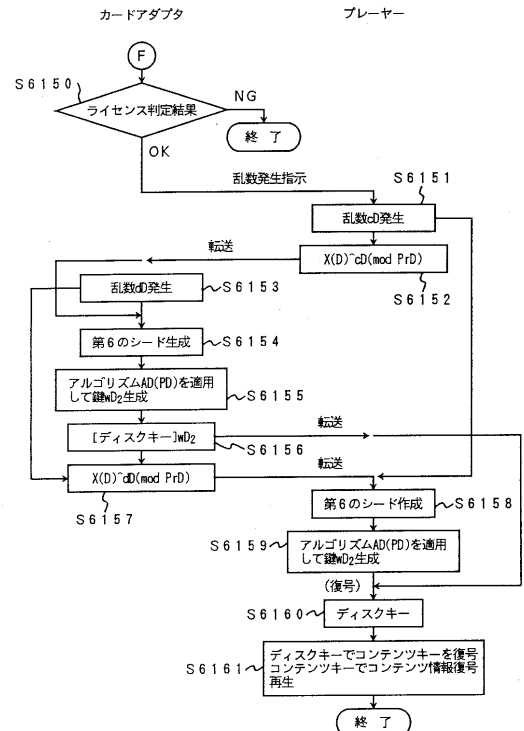 カードアダプタ
プレーヤー
F
S6150
ライセンス判定結果
NG
終 了
OK
乱数発生指示
S6151
乱数cD発生
転送
X(D)^cD(mod PrD)
S6152
乱数dD発生
S6153
第6のシード生成
S6154
アルゴリズムAD(PD)を適用
して鍵wD₂生成
S6155
[ディスクキー]wD₂
転送
S6156
X(D)^dD(mod PrD)
転送
S6157
第6のシード作成
S6158
S6159
アルゴリズムAD(PD)を適用
して鍵wD₂生成
(復号)
S6160
ディスクキー
S6161
ディスクキーでコンテンツキーを復号
コンテンツキーでコンテンツ情報復号
再生
終 了